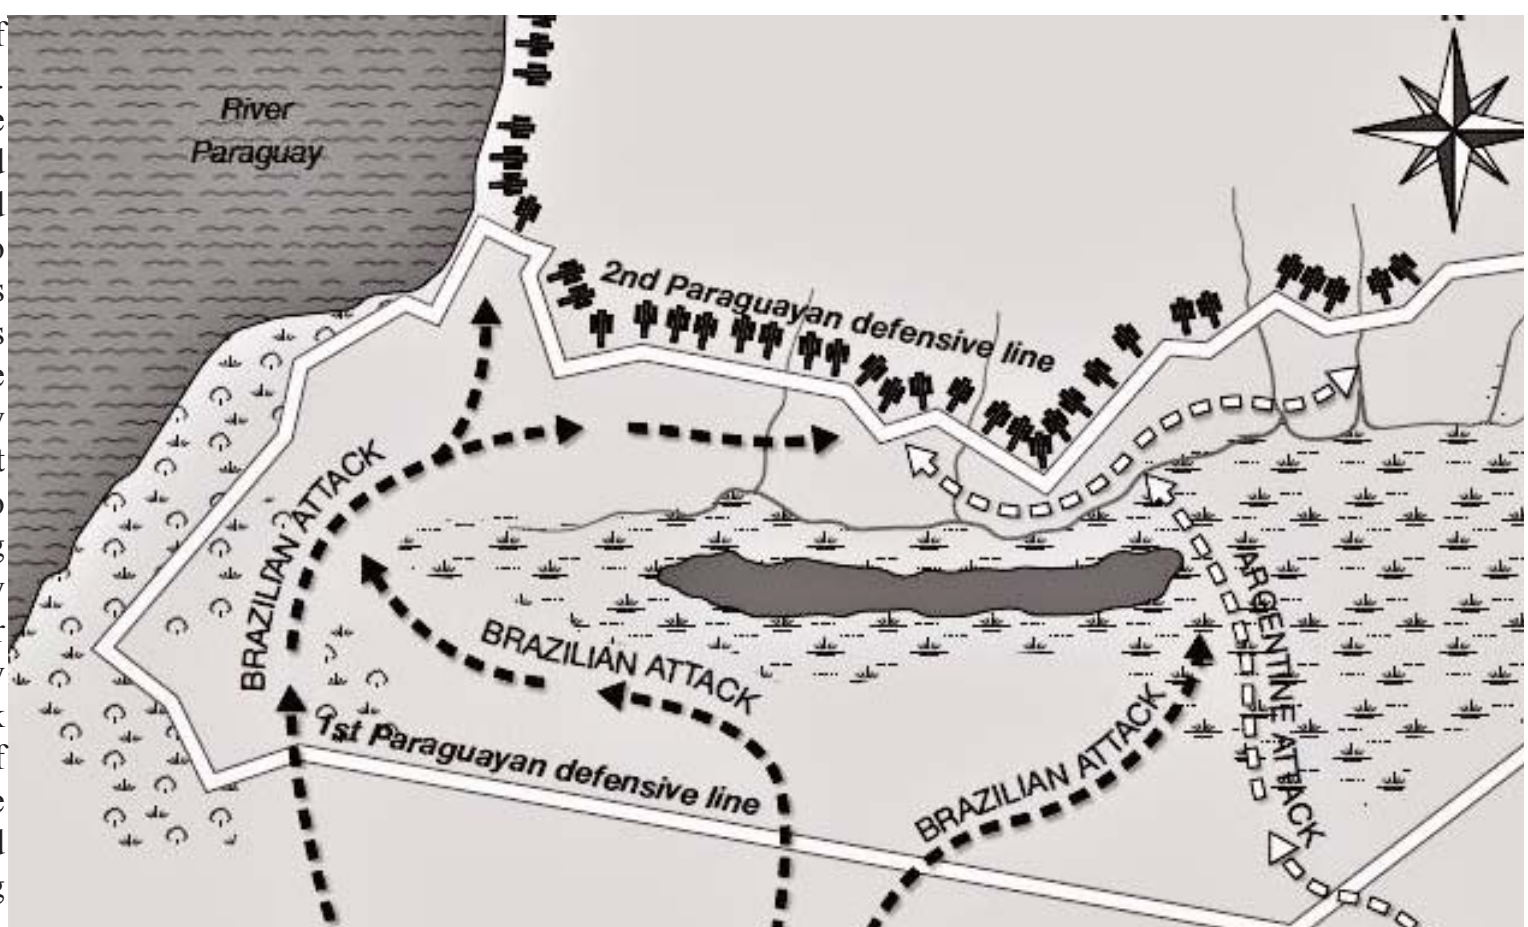 N
River
Paraguay
2nd Paraguayan defensive line
BRAZILIAN ATTACK
BRAZILIAN ATTACK
ARGENTINE ATTACK
BRAZILIAN ATTACK
1st Paraguayan defensive line